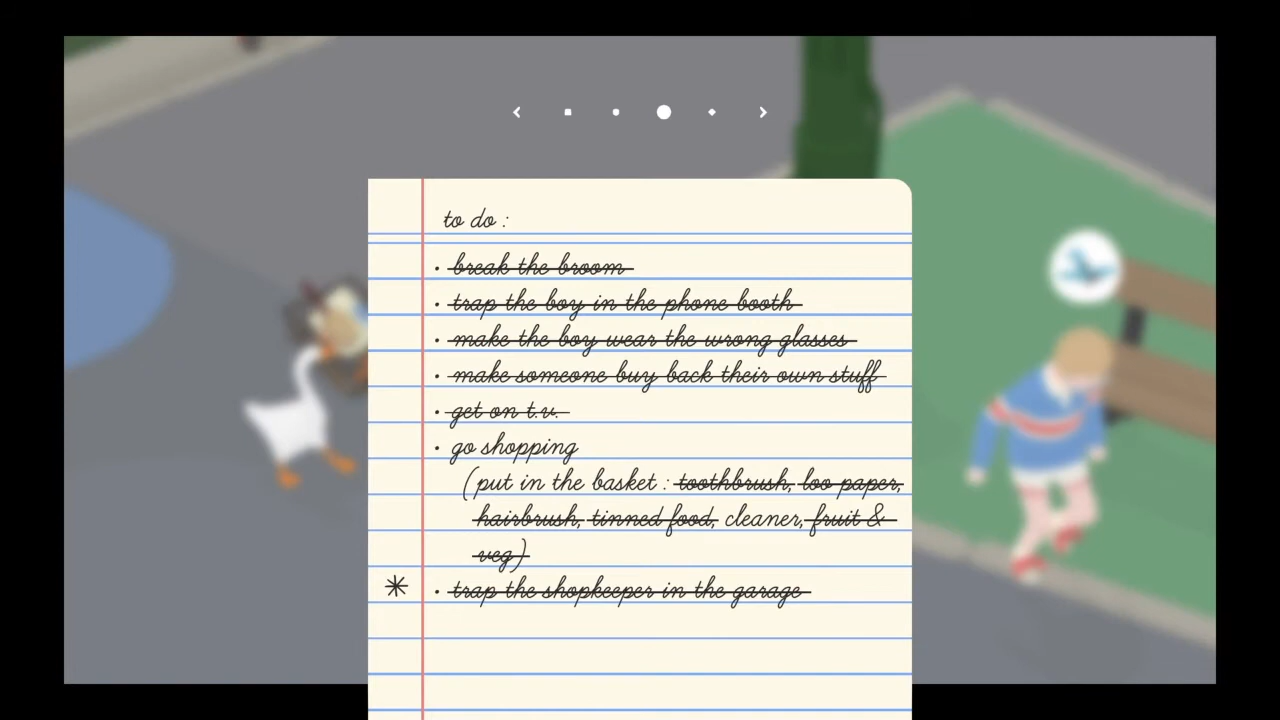 to do :
• break the broom
• trap the boy in the phone booth
• make the boy wear the wrong glasses
• make someone buy back their own stuff
• get on t.v.
• go shopping
(put in the basket : toothbrush, loo paper,
hairbrush, tinned food, cleaner, fruit &
veg)
* • trap the shopkeeper in the garage